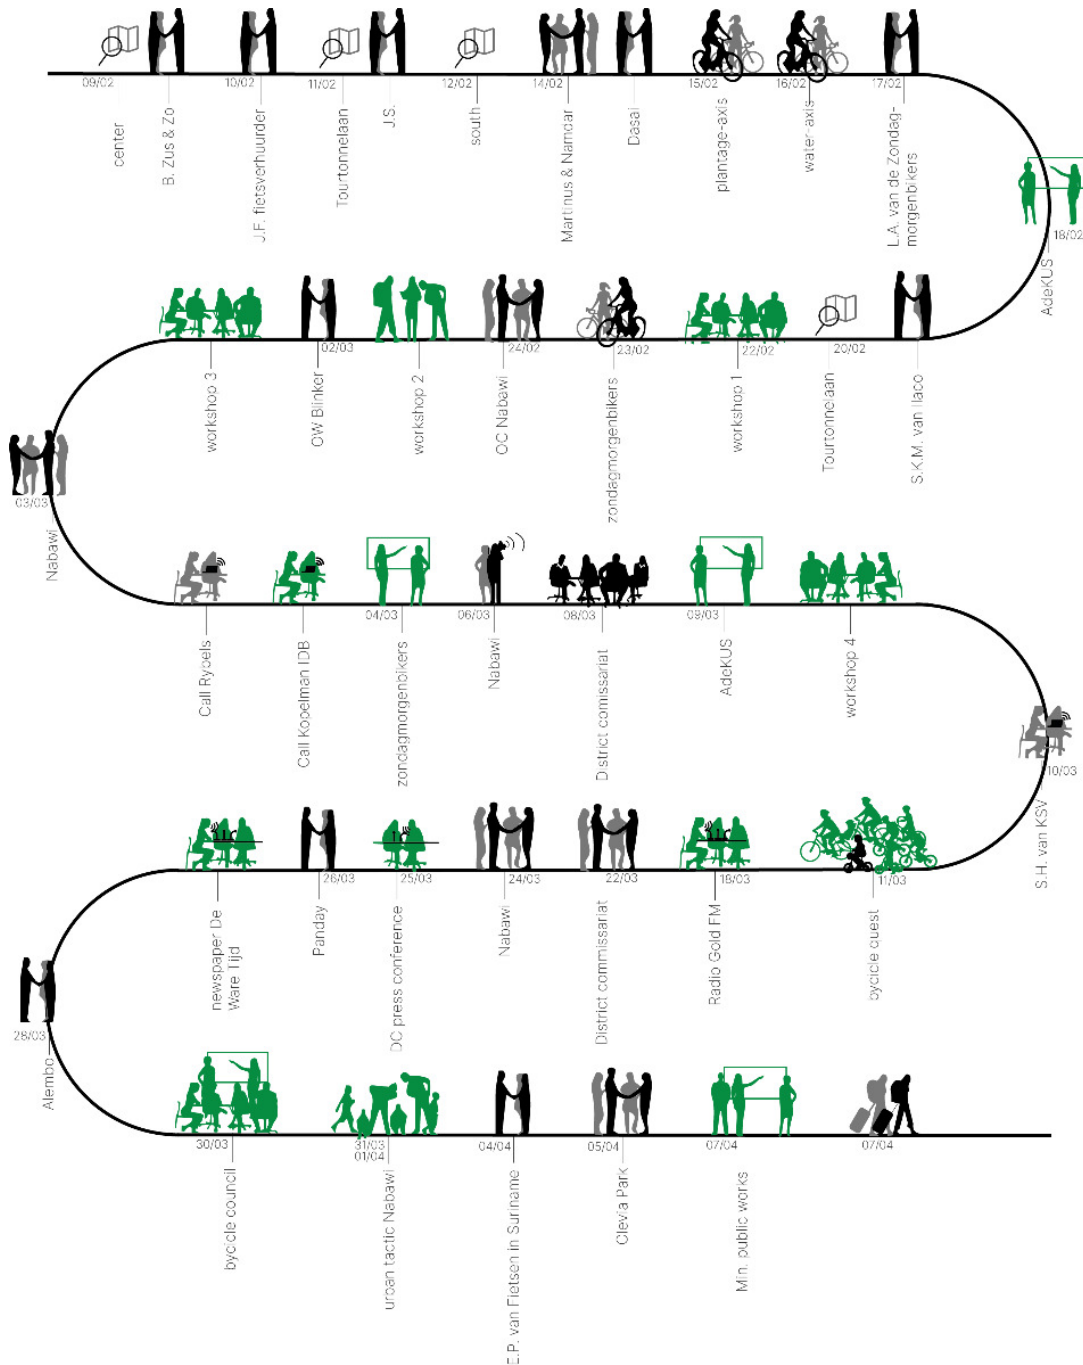 09/02
center
B. Zus & Zo
10/02
J.F. fietsverhuurder
11/02
Tourtonnelaan
J.S.
12/02
south
14/02
Martinus & Namdar
Dasai
15/02
plantage-axis
16/02
water-axis
17/02
L.A. van de Zondag-
morgenbikers
18/02
AdeKUS
S.K.M. van Ilaco
20/02
Tourtonnelaan
22/02
workshop 1
23/02
zondagmorgenbikers
24/02
OC Nabawi
workshop 2
02/03
OW Blinker
workshop 3
03/03
Nabawi
Call Rypels
Call Kopelman IDB
04/03
zondagmorgenbikers
06/03
Nabawi
08/03
District comissariat
09/03
AdeKUS
workshop 4
10/03
S.H. van KSV
11/03
bycicle quest
18/03
Radio Gold FM
22/03
District commissariat
24/03
Nabawi
25/03
DC press conference
26/03
Panday
newspaper De
Ware Tijd
28/03
Alembo
30/03
bycicle council
31/03
01/04
urban tactic Nabawi
04/04
E.P. van Fietsen in Suriname
05/04
Clevia Park
07/04
Min. public works
07/04